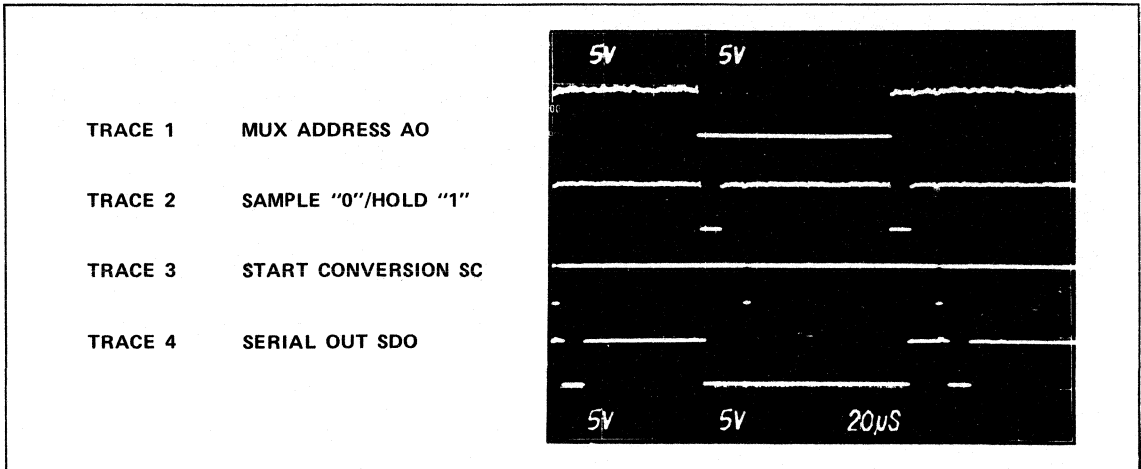 5V 5V
TRACE 1 MUX ADDRESS AO
TRACE 2 SAMPLE "0"/HOLD "1"
TRACE 3 START CONVERSION SC
TRACE 4 SERIAL OUT SDO
5V 5V 20µS